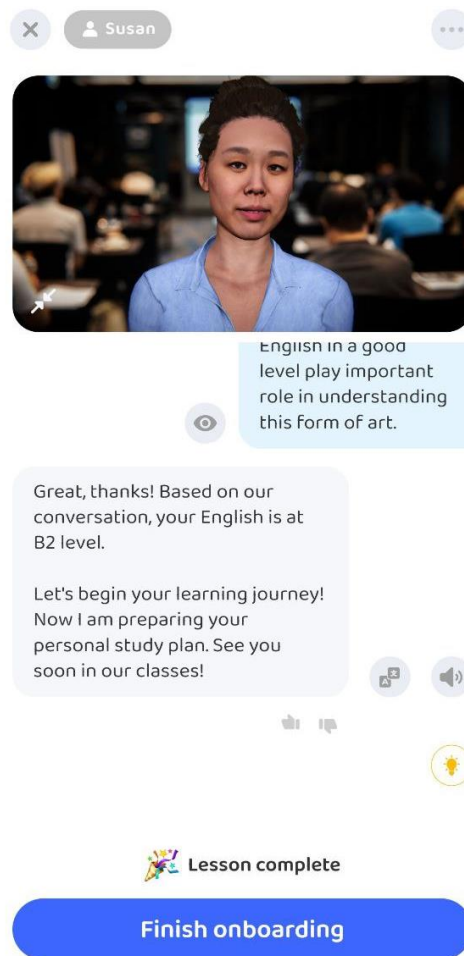 Susan
English in a good
level play important
role in understanding
this form of art.
Great, thanks! Based on our
conversation, your English is at
B2 level.
Let's begin your learning journey!
Now I am preparing your
personal study plan. See you
soon in our classes!
Lesson complete
Finish onboarding